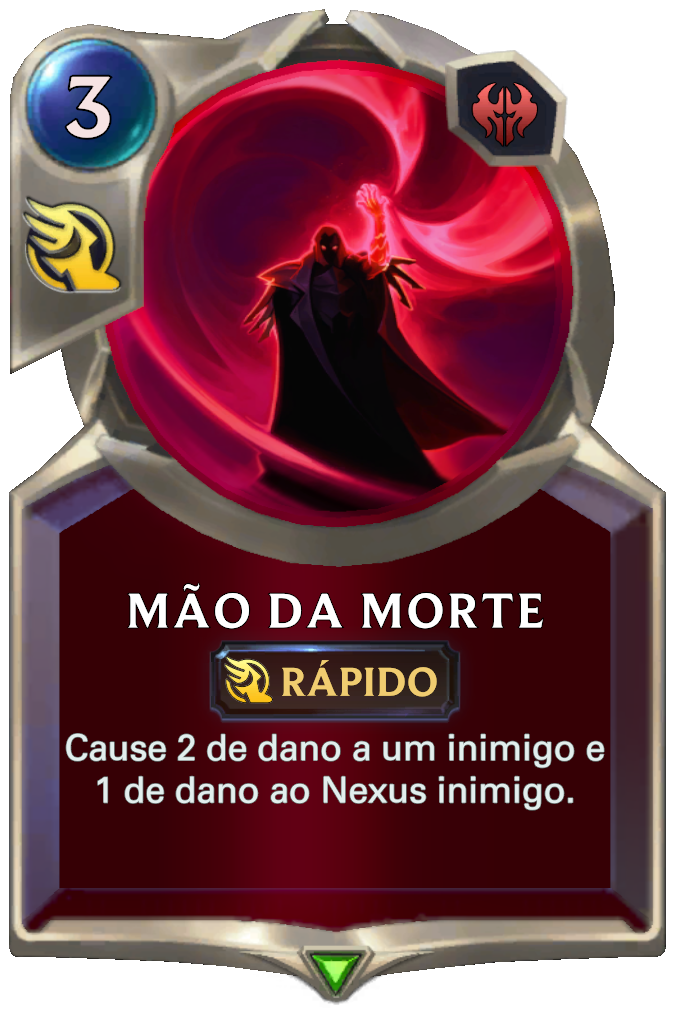 3
MÃO DA MORTE
RÁPIDO
Cause 2 de dano a um inimigo e
1 de dano ao Nexus inimigo.